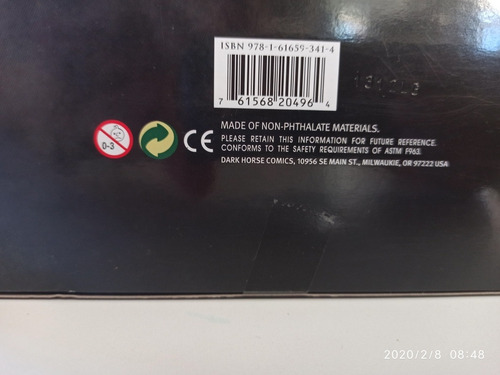 ISBN 978-1-61659-341-4
7 61568 20496 4
0-3
CE
MADE OF NON-PHTHALATE MATERIALS.
PLEASE RETAIN THIS INFORMATION FOR FUTURE REFERENCE.
CONFORMS TO THE SAFETY REQUIREMENTS OF ASTM F963.
DARK HORSE COMICS, 10956 SE MAIN ST., MILWAUKIE, OR 97222 USA
2020/2/8 08:48